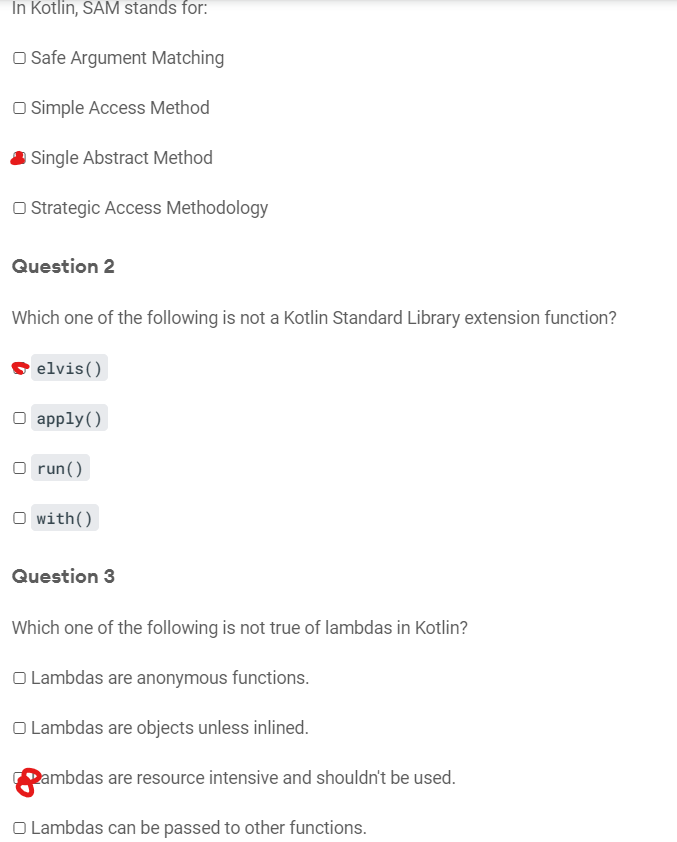 In Kotlin, SAM stands for:
Safe Argument Matching
Simple Access Method
Single Abstract Method
Strategic Access Methodology
Question 2
Which one of the following is not a Kotlin Standard Library extension function?
elvis()
apply()
run()
with()
Question 3
Which one of the following is not true of lambdas in Kotlin?
Lambdas are anonymous functions.
Lambdas are objects unless inlined.
Lambdas are resource intensive and shouldn't be used.
Lambdas can be passed to other functions.